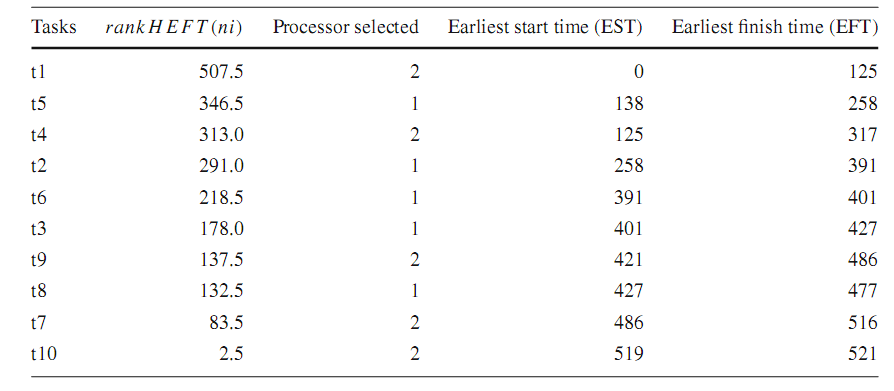 Tasks rankHEFT(ni) Processor selected Earliest start time (EST) Earliest finish time (EFT)
t1 507.5 2 0 125
t5 346.5 1 138 258
t4 313.0 2 125 317
t2 291.0 1 258 391
t6 218.5 1 391 401
t3 178.0 1 401 427
t9 137.5 2 421 486
t8 132.5 1 427 477
t7 83.5 2 486 516
t10 2.5 2 519 521